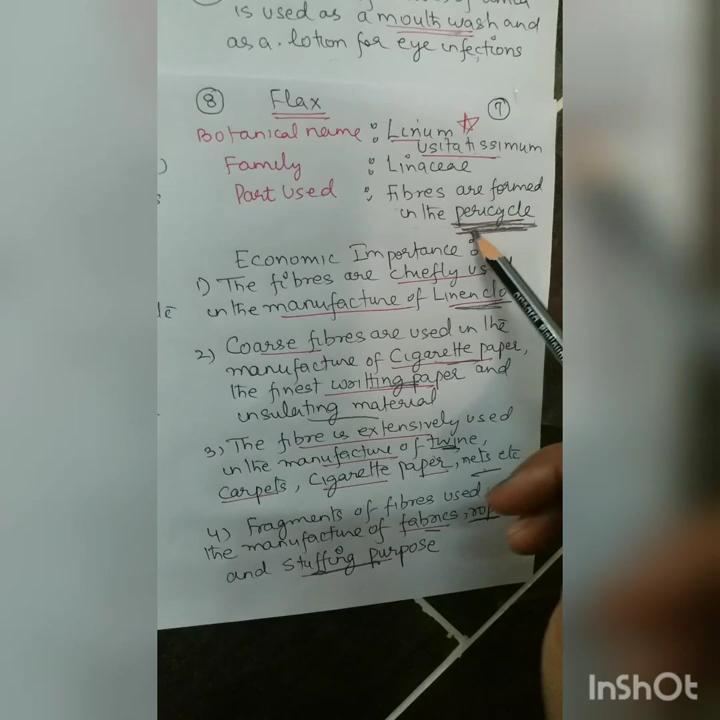 is used as a mouth wash and
as a lotion for eye infections
8 Flax 7
Botanical name : Linum
usitatissimum
Family : Linaceae
Part used : Fibres are formed
in the pericycle
Economic Importance :
1) The fibres are chiefly us
in the manufacture of Linen clo
2) Coarse fibres are used in the
manufacture of Cigarette paper,
the finest writting paper and
insulating material
3) The fibre is extensively used
in the manufacture of twine,
Carpets, Cigarette paper, nets etc
4) Fragments of fibres used
the manufacture of fabrics, rop
and stuffing purpose
InShOt